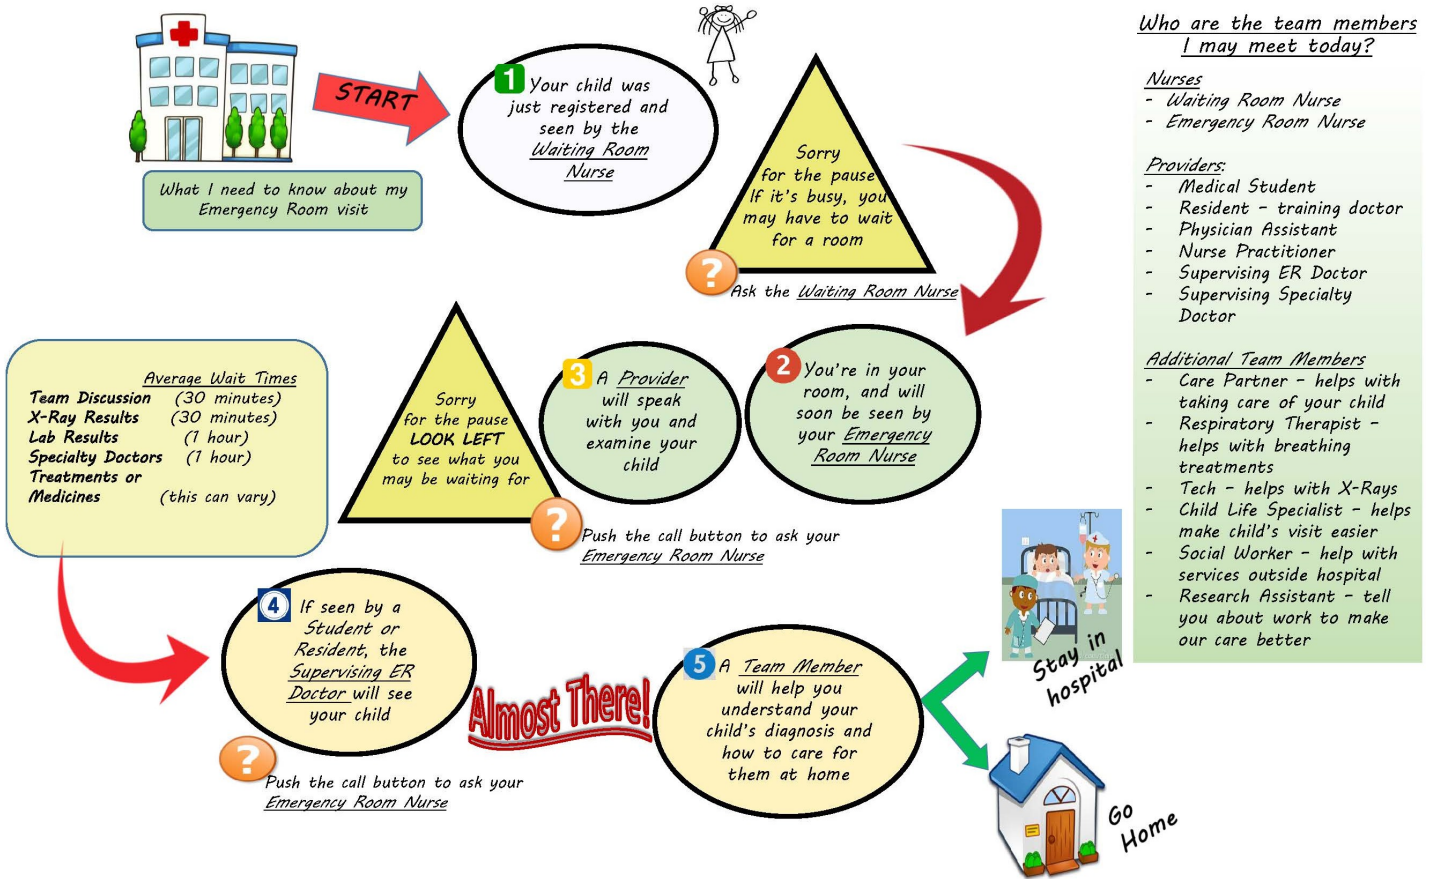 What I need to know about my
Emergency Room visit
START
1
Your child was
just registered and
seen by the
Waiting Room
Nurse
Sorry
for the pause
If it's busy, you
may have to wait
for a room
?
Ask the Waiting Room Nurse
2
You're in your
room, and will
soon be seen by
your Emergency
Room Nurse
3
A Provider
will speak
with you and
examine your
child
Sorry
for the pause
LOOK LEFT
to see what you
may be waiting for
?
Push the call button to ask your
Emergency Room Nurse
Average Wait Times
Team Discussion (30 minutes)
X-Ray Results (30 minutes)
Lab Results (1 hour)
Specialty Doctors (1 hour)
Treatments or
Medicines (this can vary)
4
If seen by a
Student or
Resident, the
Supervising ER
Doctor will see
your child
?
Push the call button to ask your
Emergency Room Nurse
Almost There!
5
A Team Member
will help you
understand your
child's diagnosis and
how to care for
them at home
Stay in
hospital
Go
Home
Who are the team members
I may meet today?
Nurses
- Waiting Room Nurse
- Emergency Room Nurse
Providers:
- Medical Student
- Resident - training doctor
- Physician Assistant
- Nurse Practitioner
- Supervising ER Doctor
- Supervising Specialty
Doctor
Additional Team Members
- Care Partner - helps with
taking care of your child
- Respiratory Therapist -
helps with breathing
treatments
- Tech - helps with X-Rays
- Child Life Specialist - helps
make child's visit easier
- Social Worker - help with
services outside hospital
- Research Assistant - tell
you about work to make
our care better